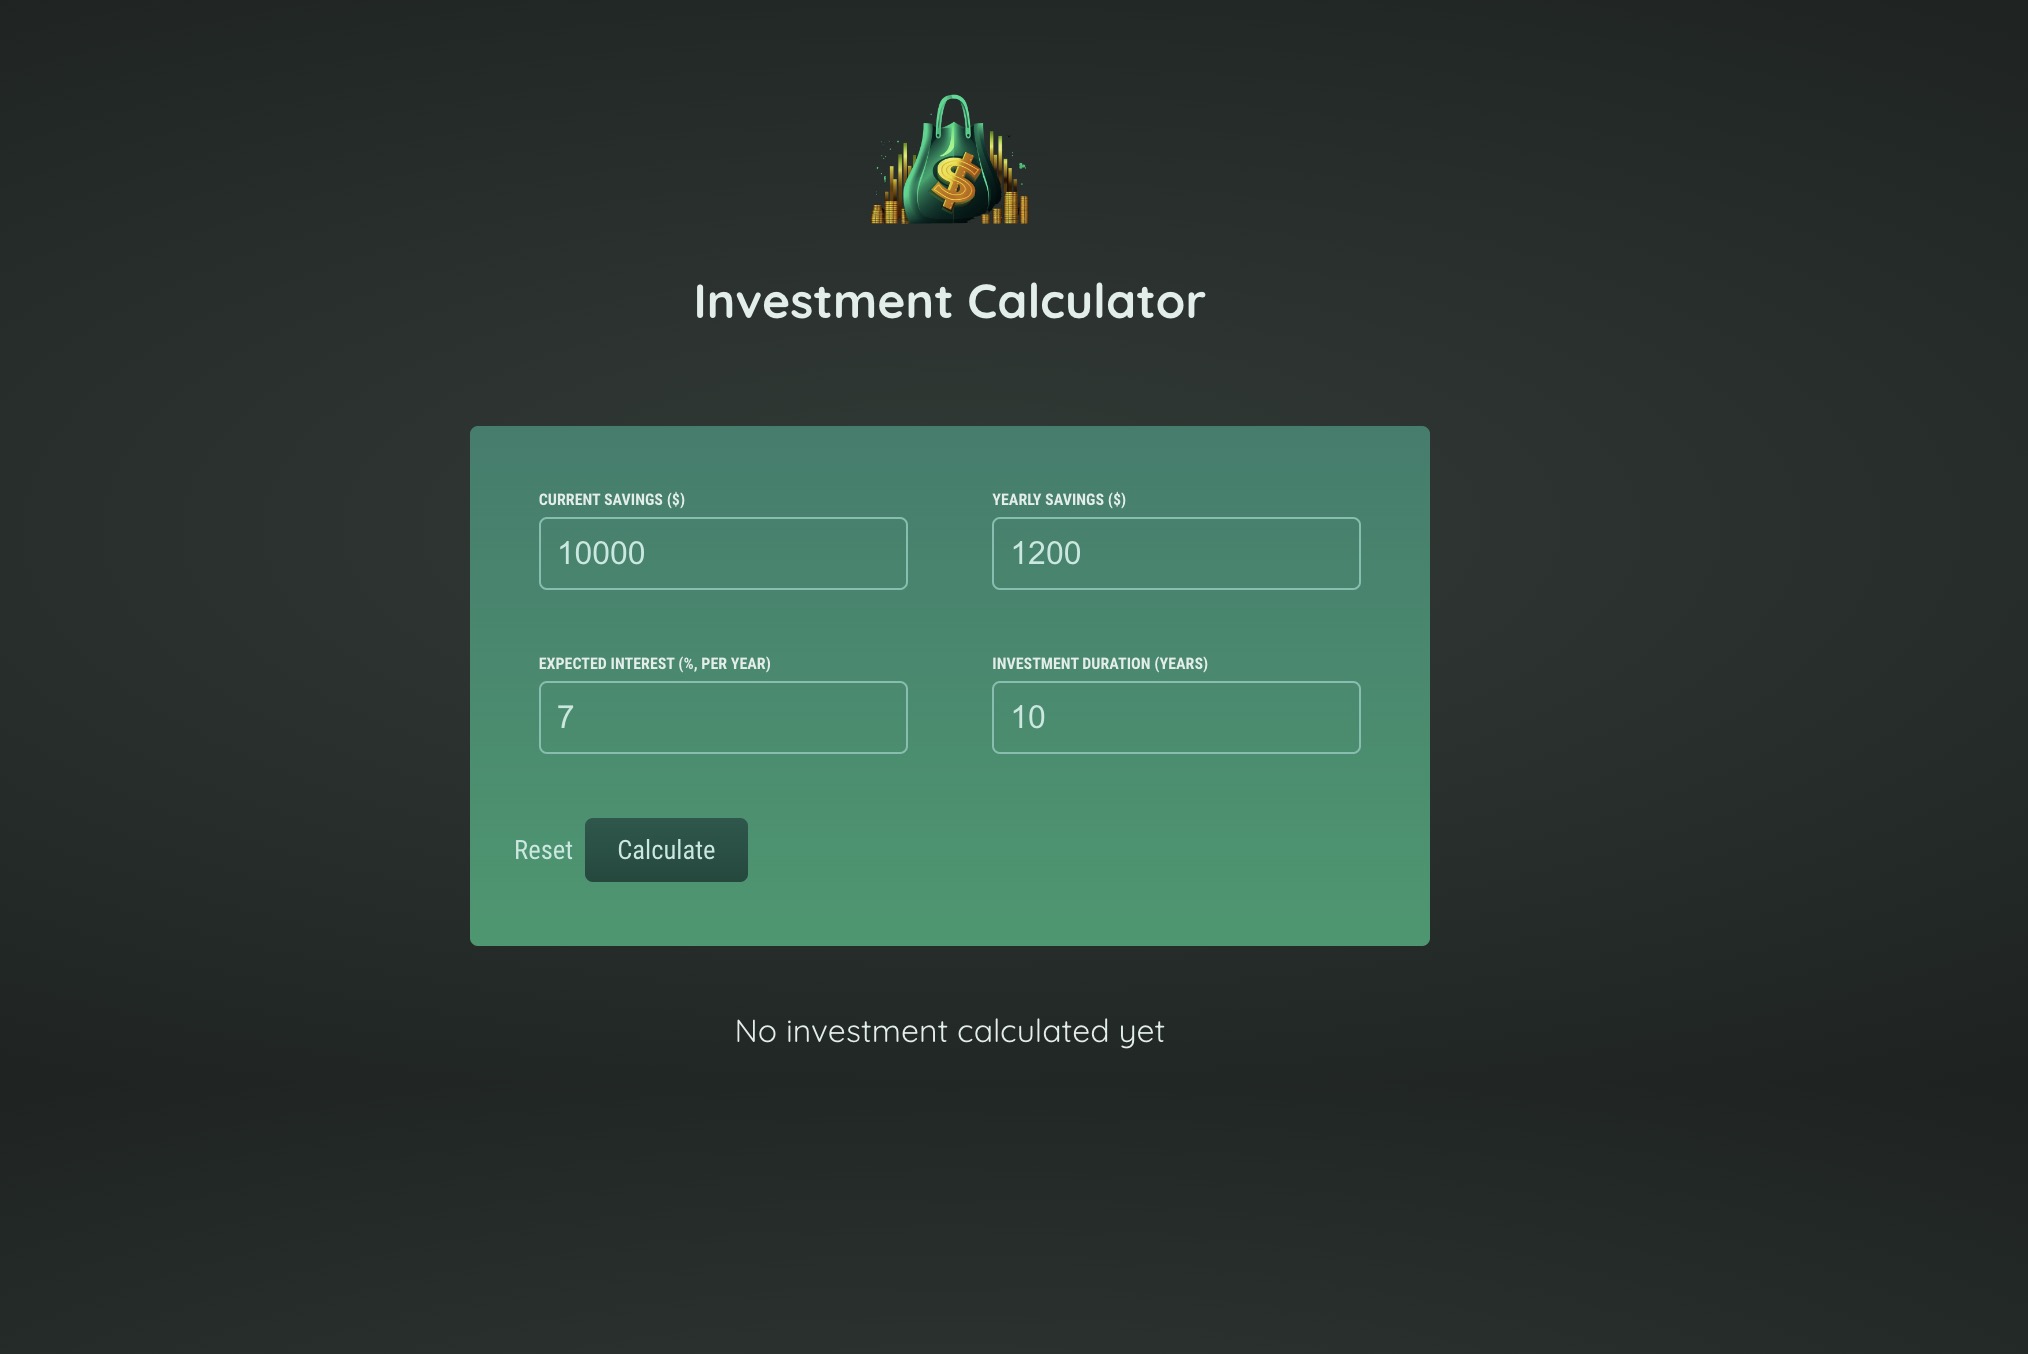 $
Investment Calculator
CURRENT SAVINGS ($)
YEARLY SAVINGS ($)
10000
1200
EXPECTED INTEREST (%, PER YEAR)
INVESTMENT DURATION (YEARS)
7
10
Reset
Calculate
No investment calculated yet